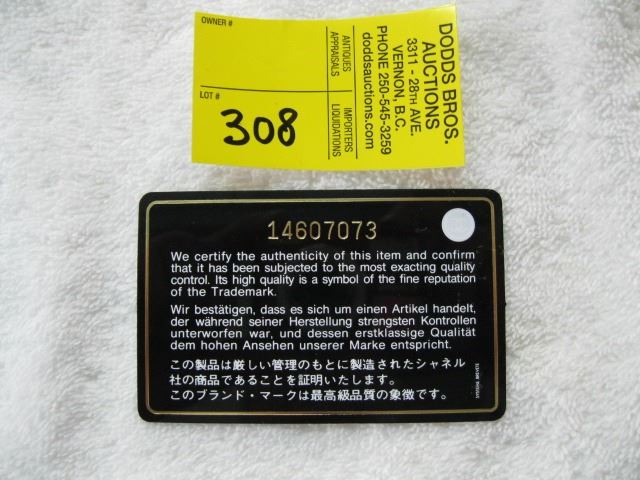 OWNER #
LOT #
308
ANTIQUES
APPRAISALS
IMPORTERS
LIQUIDATIONS
DODDS BROS.
AUCTIONS
3311 - 28TH AVE.
VERNON, B.C.
PHONE 250-545-3259
doddsauctions.com
14607073
We certify the authenticity of this item and confirm
that it has been subjected to the most exacting quality
control. Its high quality is a symbol of the fine reputation
of the Trademark.
Wir bestätigen, dass es sich um einen Artikel handelt,
der während seiner Herstellung strengsten Kontrollen
unterworfen war, und dessen erstklassige Qualität
dem hohen Ansehen unserer Marke entspricht.
この製品は厳しい管理のもとに製造されたシャネル
社の商品であることを証明いたします。
このブランド・マークは最高級品質の象徴です。